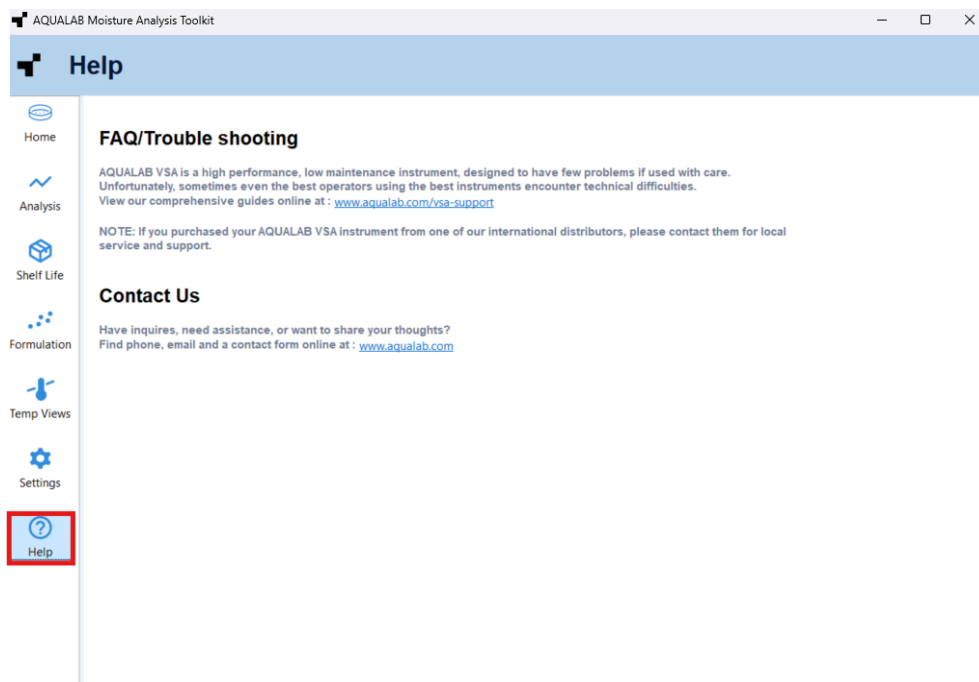 AQUALAB Moisture Analysis Toolkit
Help
Home
Analysis
Shelf Life
Formulation
Temp Views
Settings
Help
FAQ/Trouble shooting
AQUALAB VSA is a high performance, low maintenance instrument, designed to have few problems if used with care.
Unfortunately, sometimes even the best operators using the best instruments encounter technical difficulties.
View our comprehensive guides online at : www.aqualab.com/vsa-support
NOTE: If you purchased your AQUALAB VSA instrument from one of our international distributors, please contact them for local
service and support.
Contact Us
Have inquires, need assistance, or want to share your thoughts?
Find phone, email and a contact form online at : www.aqualab.com